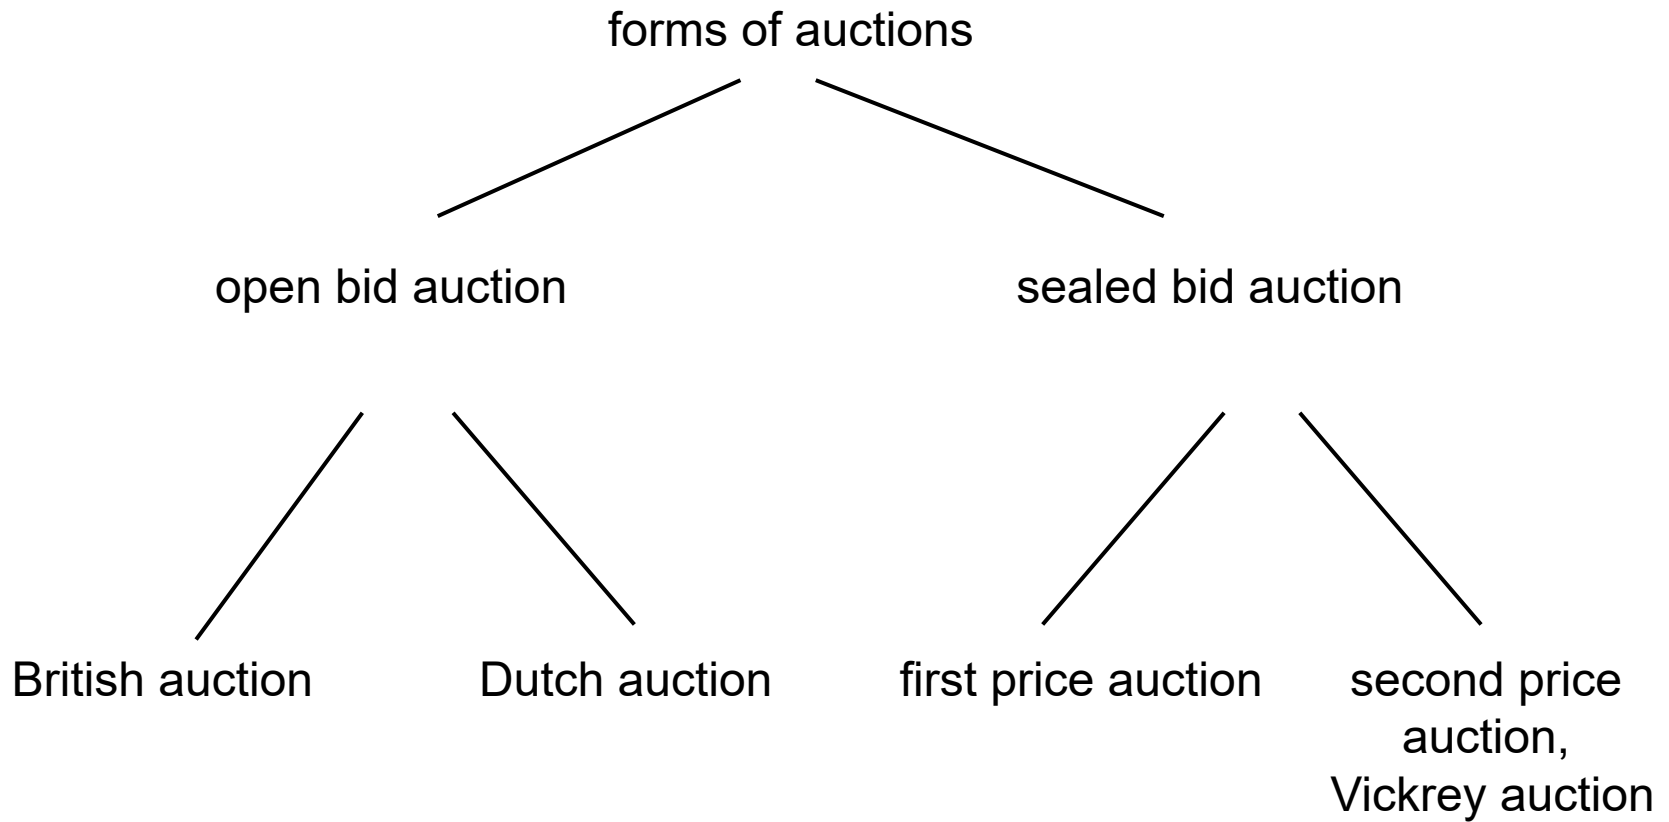 forms of auctions
open bid auction
sealed bid auction
British auction
Dutch auction
first price auction
second price
auction,
Vickrey auction